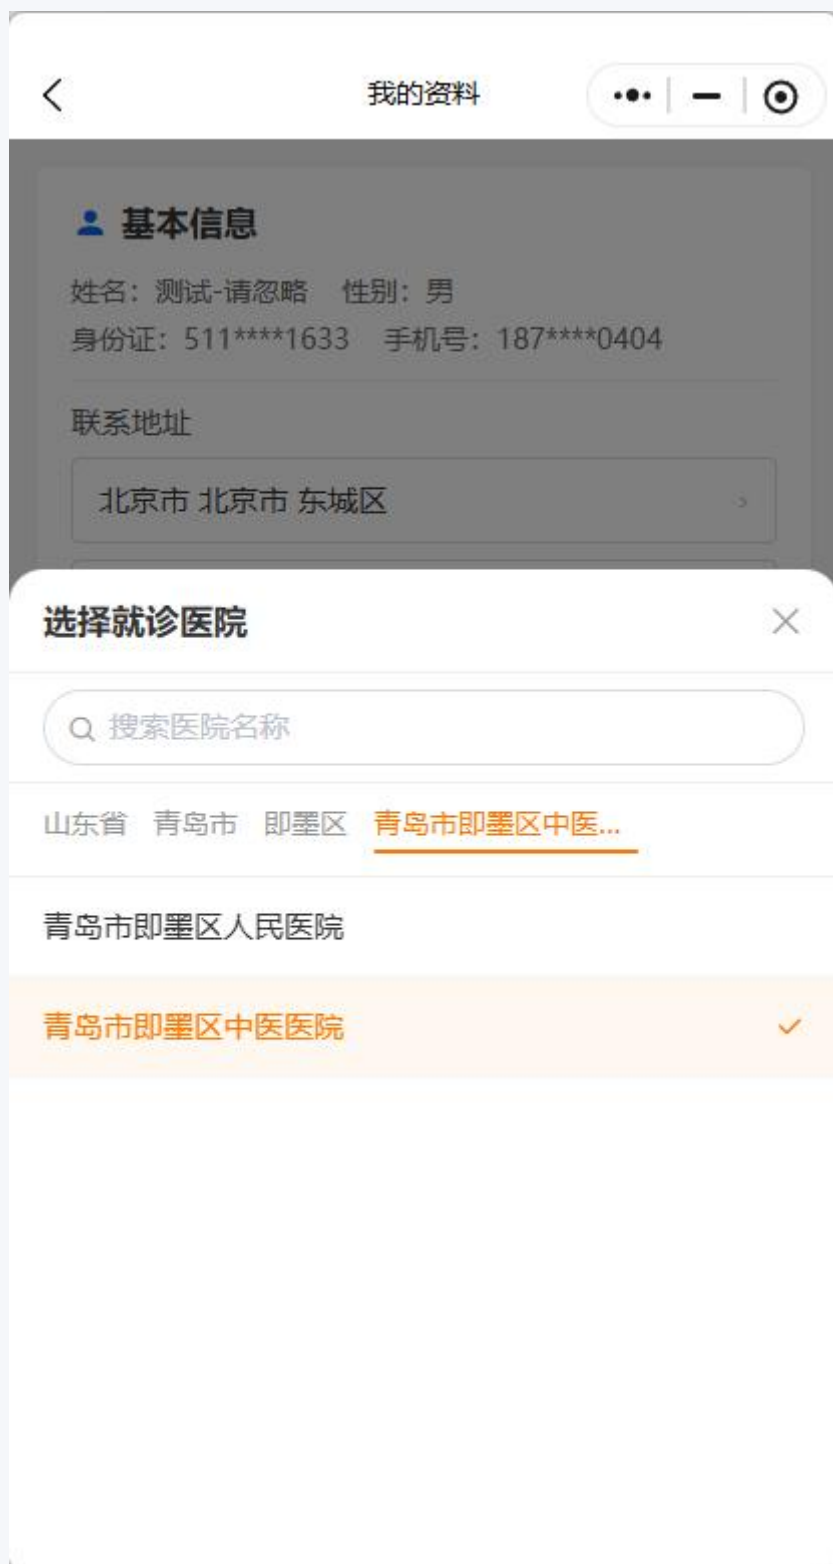 我的资料
基本信息
姓名：测试-请忽略 性别：男
身份证：511****1633 手机号：187****0404
联系地址
北京市 北京市 东城区
选择就诊医院
搜索医院名称
山东省 青岛市 即墨区 青岛市即墨区中医...
青岛市即墨区人民医院
青岛市即墨区中医医院